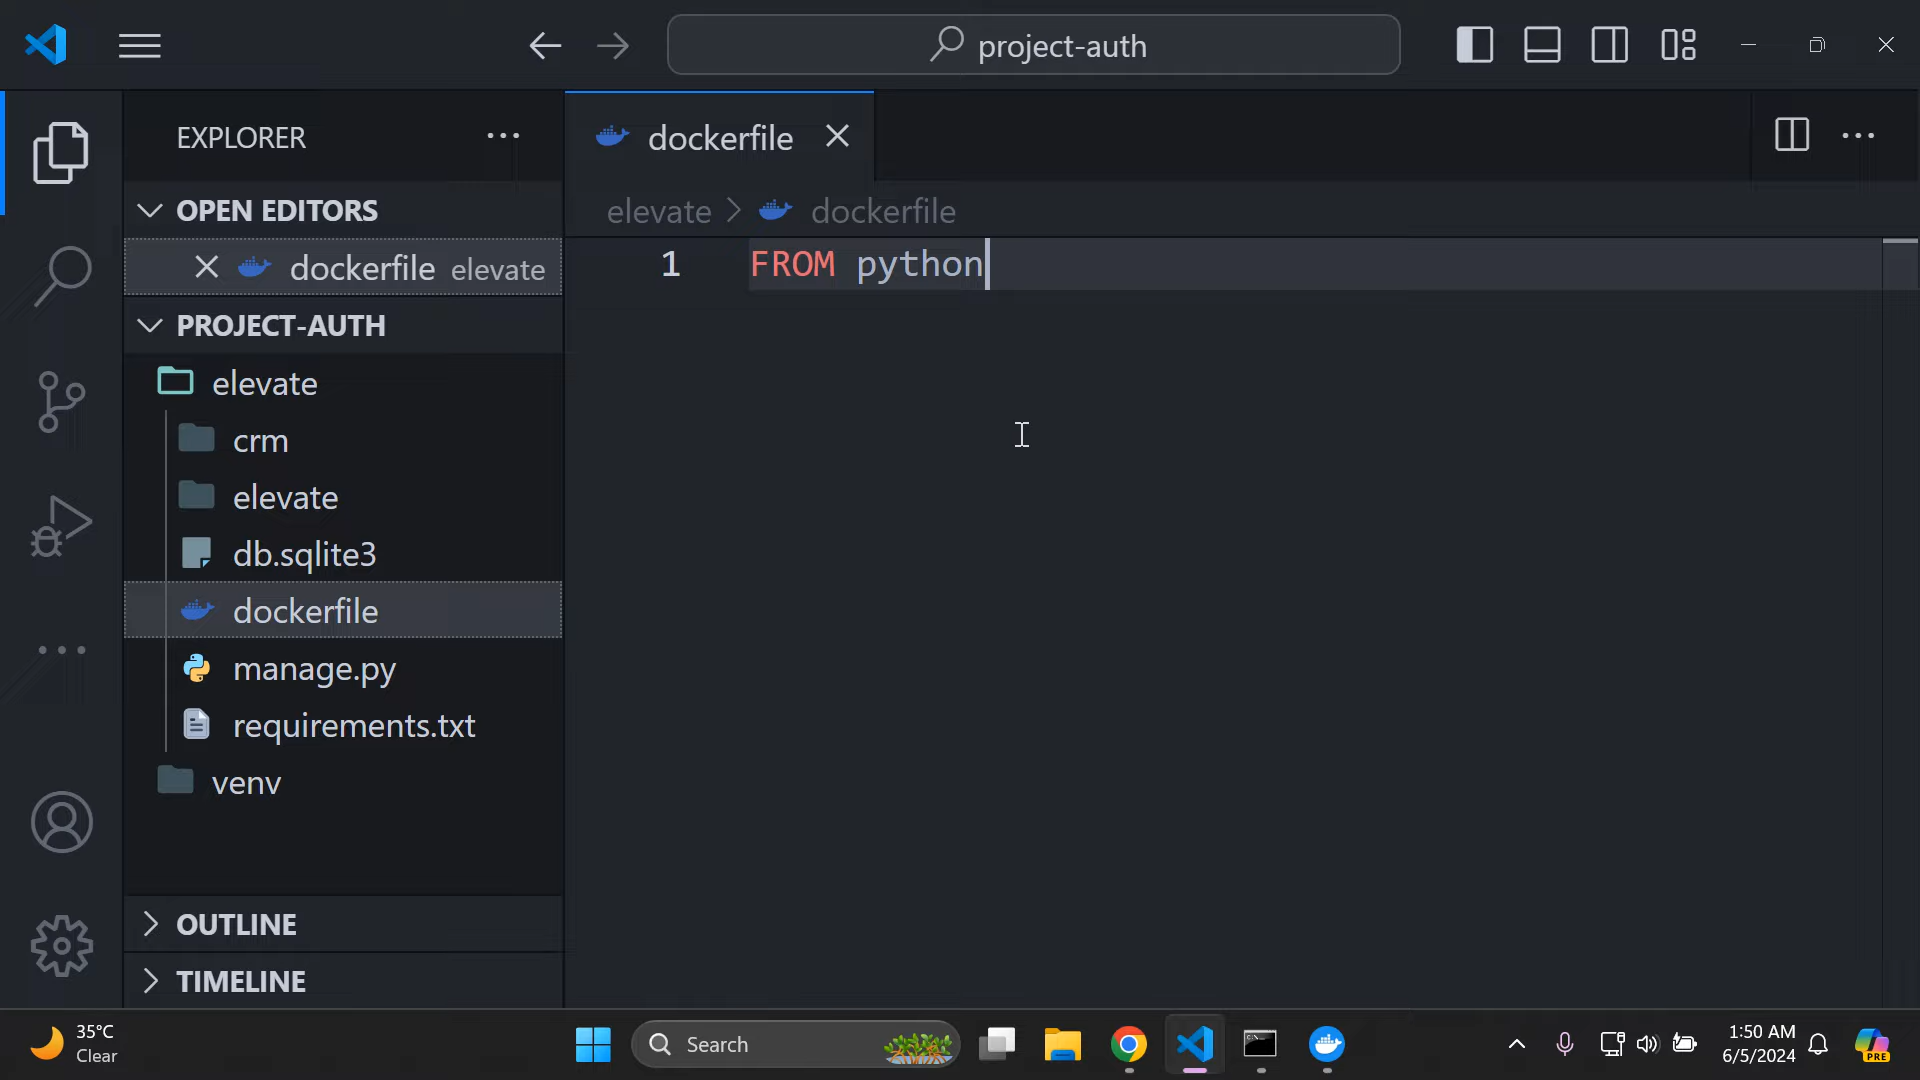 project-auth
EXPLORER
dockerfile
OPEN EDITORS
elevate
dockerfile
dockerfile elevate
1 FROM python
PROJECT-AUTH
elevate
crm
elevate
db.sqlite3
dockerfile
manage.py
requirements.txt
venv
OUTLINE
TIMELINE
35°C
Clear
Search
1:50 AM
6/5/2024
PRE